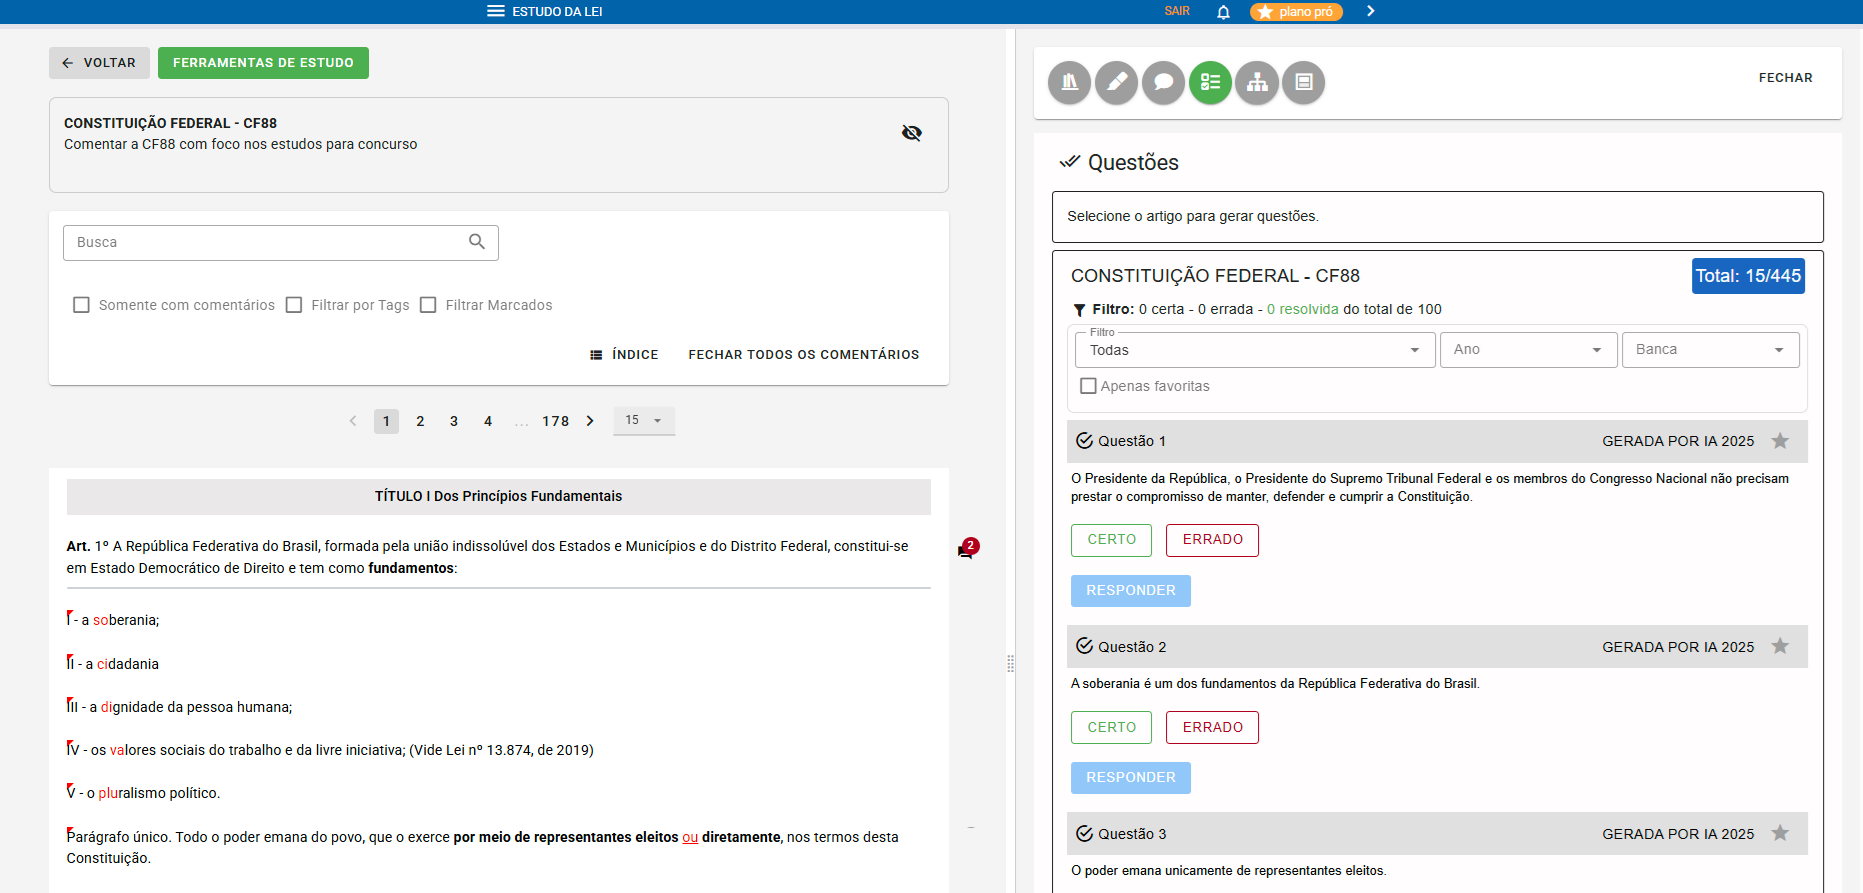 ESTUDO DA LEI
SAIR
plano pró
VOLTAR
FERRAMENTAS DE ESTUDO
CONSTITUIÇÃO FEDERAL - CF88
Comentar a CF88 com foco nos estudos para concurso
Busca
Somente com comentários
Filtrar por Tags
Filtrar Marcados
ÍNDICE
FECHAR TODOS OS COMENTÁRIOS
1 2 3 4 ... 178
15
TÍTULO I Dos Princípios Fundamentais
Art. 1º A República Federativa do Brasil, formada pela união indissolúvel dos Estados e Municípios e do Distrito Federal, constitui-se
em Estado Democrático de Direito e tem como fundamentos:
2
I - a soberania;
II - a cidadania
III - a dignidade da pessoa humana;
IV - os valores sociais do trabalho e da livre iniciativa; (Vide Lei nº 13.874, de 2019)
V - o pluralismo político.
Parágrafo único. Todo o poder emana do povo, que o exerce por meio de representantes eleitos ou diretamente, nos termos desta
Constituição.
FECHAR
Questões
Selecione o artigo para gerar questões.
CONSTITUIÇÃO FEDERAL - CF88
Total: 15/445
Filtro: 0 certa - 0 errada - 0 resolvida do total de 100
Filtro
Todas
Ano
Banca
Apenas favoritas
Questão 1
GERADA POR IA 2025
O Presidente da República, o Presidente do Supremo Tribunal Federal e os membros do Congresso Nacional não precisam
prestar o compromisso de manter, defender e cumprir a Constituição.
CERTO
ERRADO
RESPONDER
Questão 2
GERADA POR IA 2025
A soberania é um dos fundamentos da República Federativa do Brasil.
CERTO
ERRADO
RESPONDER
Questão 3
GERADA POR IA 2025
O poder emana unicamente de representantes eleitos.